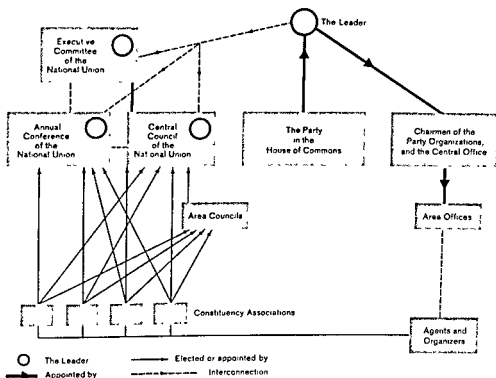 The Leader
Executive
Committee
of the
National Union
Annual
Conference
of the
National Union
Central
Council
of the
National Union
The Party
in the
House of Commons
Chairmen of the
Party Organizations,
and the Central Office
Area Councils
Area Offices
Constituency Associations
Agents and
Organizers
The Leader
Elected or appointed by
Appointed by
Interconnection